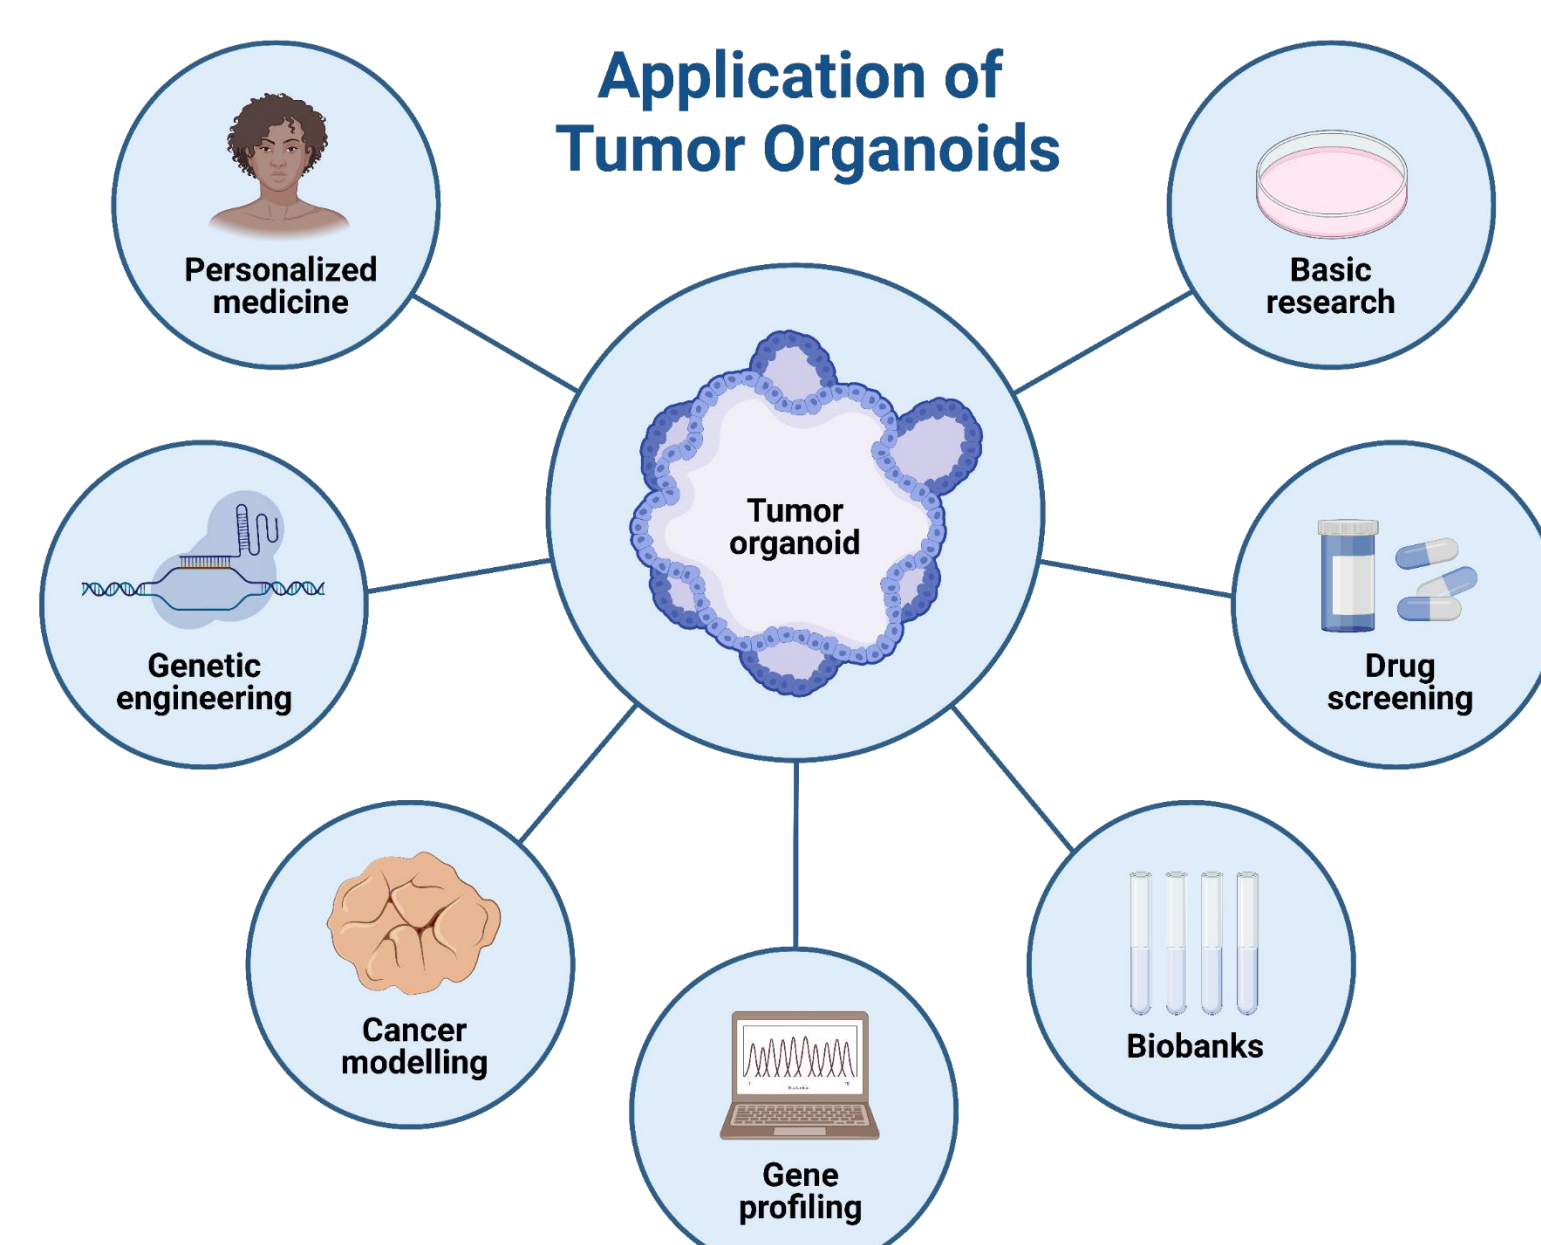 Application of
Tumor Organoids
Personalized
medicine
Basic
research
Tumor
organoid
Genetic
engineering
Drug
screening
Cancer
modelling
Biobanks
Gene
profiling